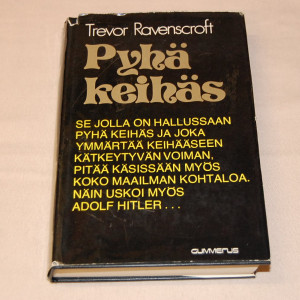 Trevor Ravenscroft
Pyhä
keihäs
SE JOLLA ON HALLUSSAAN
PYHÄ KEIHÄS JA JOKA
YMMÄRTÄÄ KEIHÄÄSEEN
KÄTKEYTYVÄN VOIMAN,
PITÄÄ KÄSISSÄÄN MYÖS
KOKO MAAILMAN KOHTALOA.
NÄIN USKOI MYÖS
ADOLF HITLER...
GUMMERUS